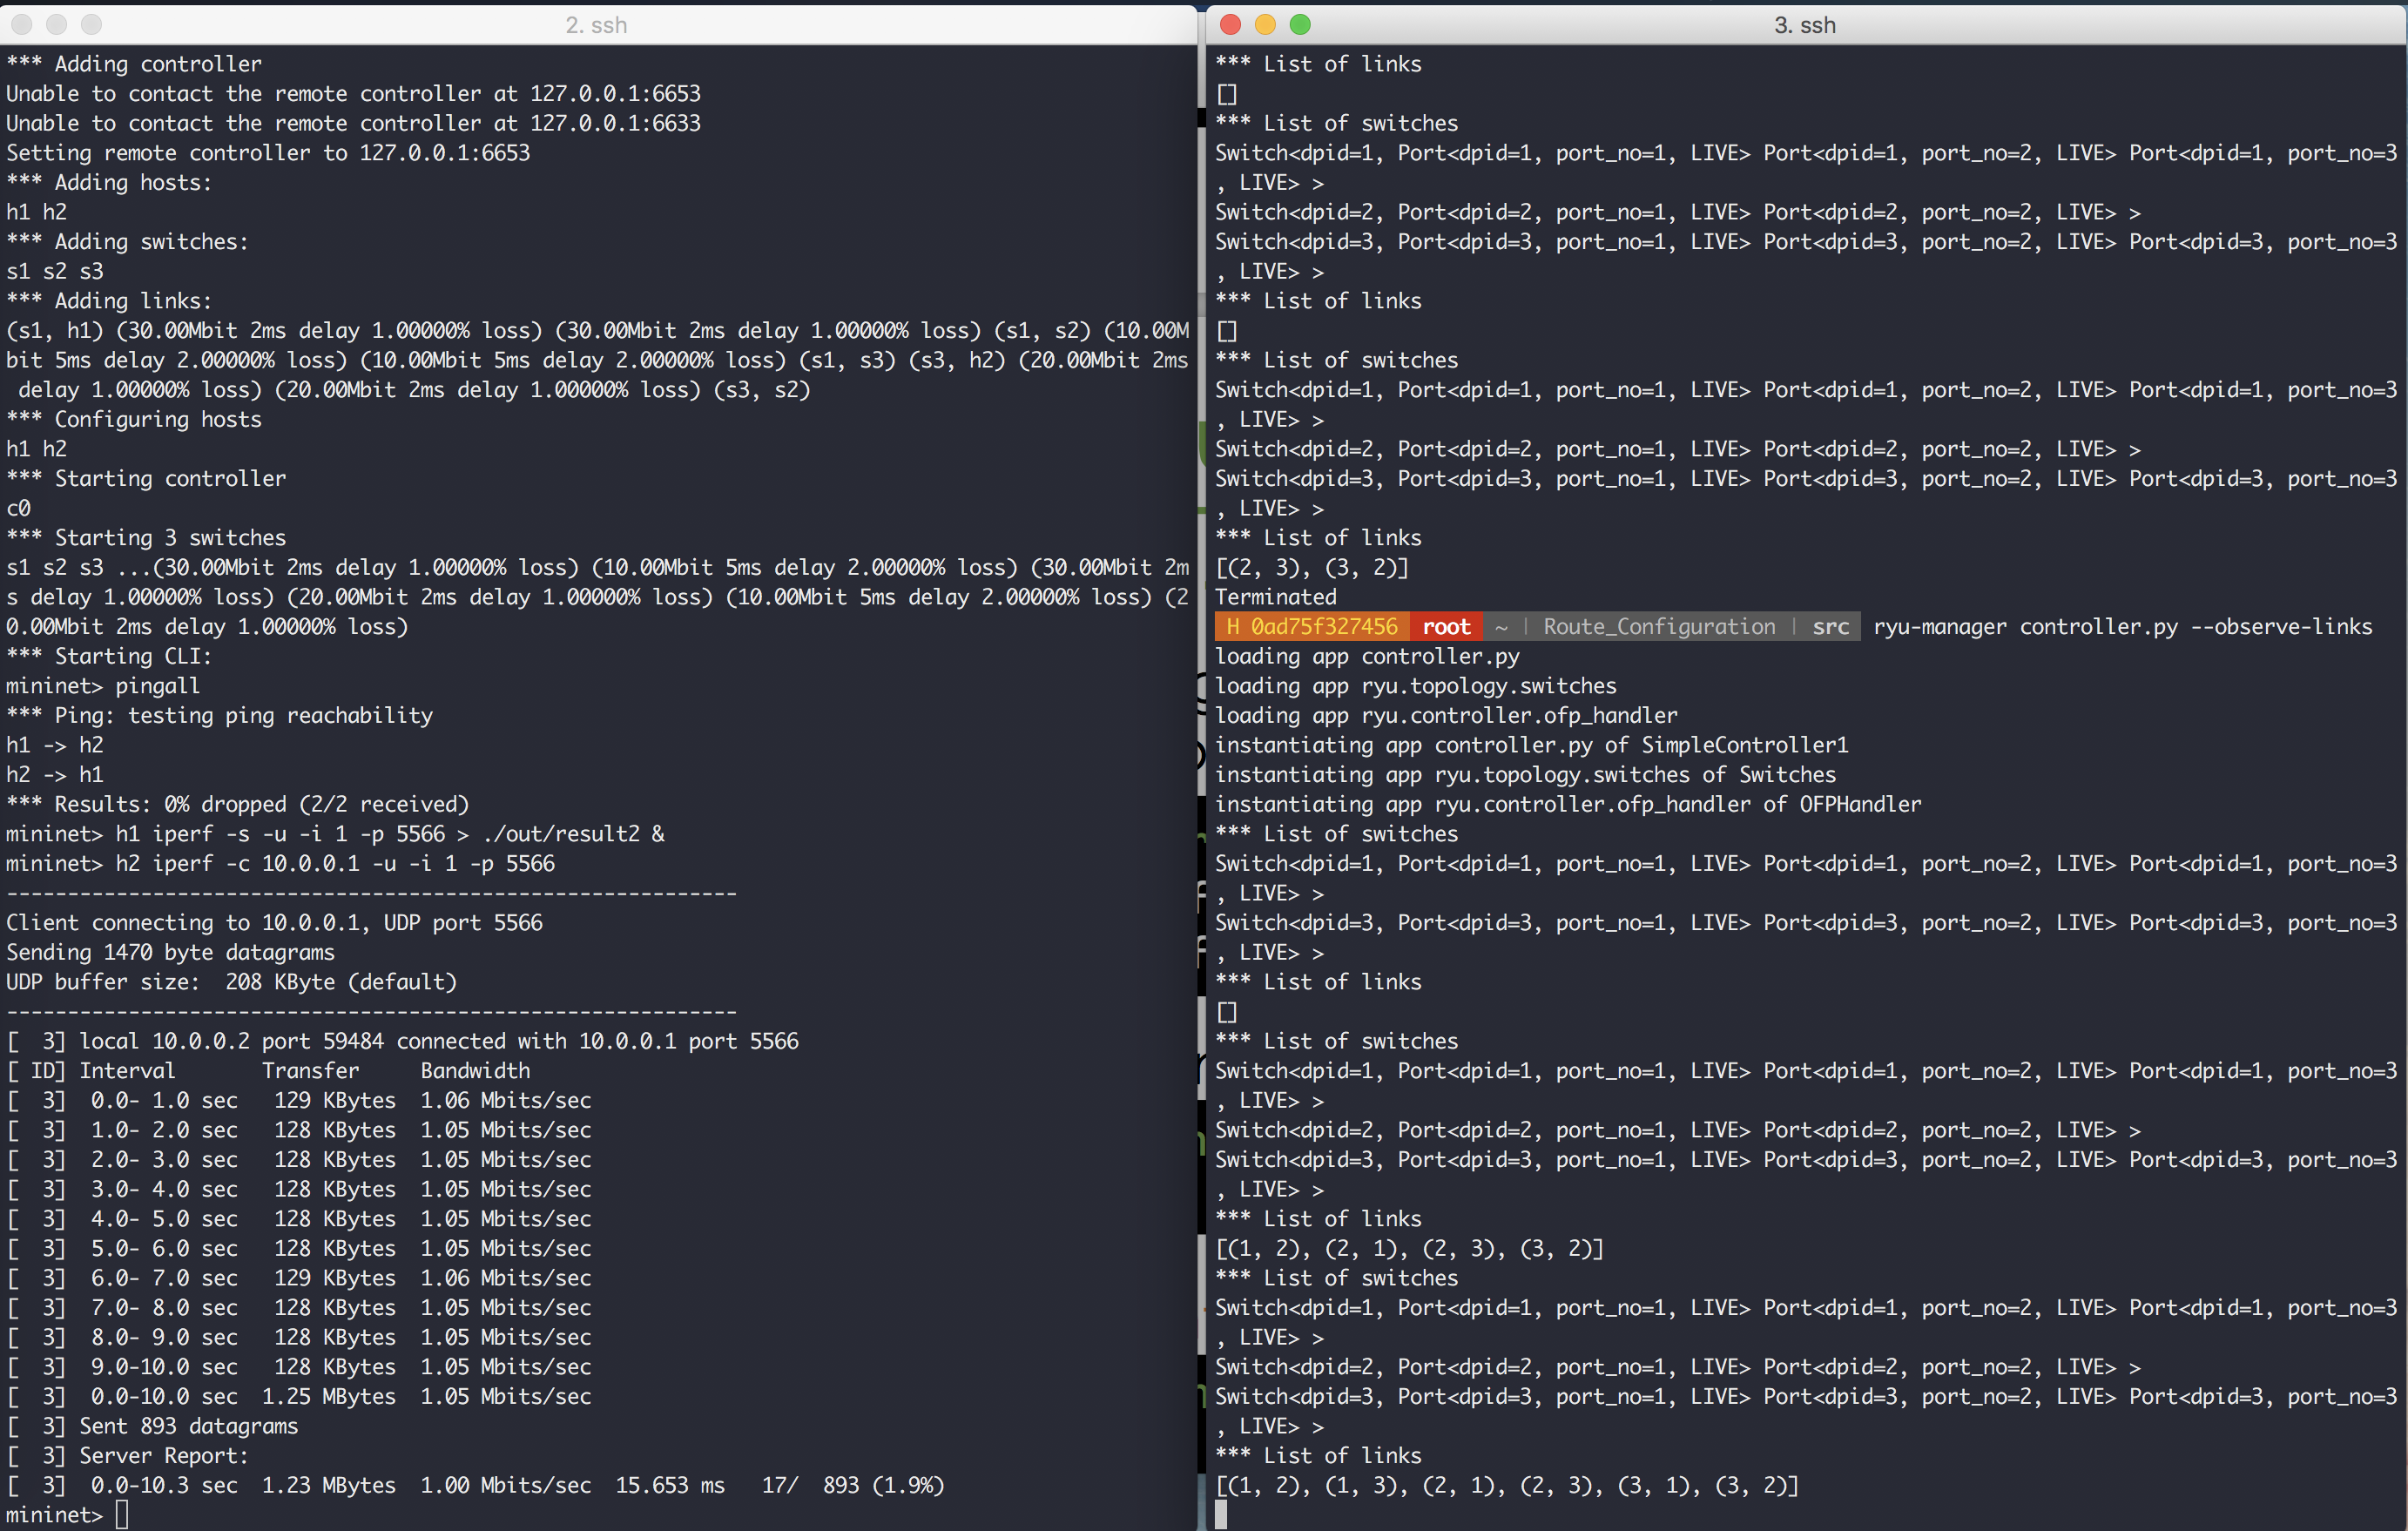 2. ssh
*** Adding controller
Unable to contact the remote controller at 127.0.0.1:6653
Unable to contact the remote controller at 127.0.0.1:6633
Setting remote controller to 127.0.0.1:6653
*** Adding hosts:
h1 h2
*** Adding switches:
s1 s2 s3
*** Adding links:
(s1, h1) (30.00Mbit 2ms delay 1.00000% loss) (30.00Mbit 2ms delay 1.00000% loss) (s1, s2) (10.00M
bit 5ms delay 2.00000% loss) (10.00Mbit 5ms delay 2.00000% loss) (s1, s3) (s3, h2) (20.00Mbit 2ms
 delay 1.00000% loss) (20.00Mbit 2ms delay 1.00000% loss) (s3, s2)
*** Configuring hosts
h1 h2
*** Starting controller
c0
*** Starting 3 switches
s1 s2 s3 ...(30.00Mbit 2ms delay 1.00000% loss) (10.00Mbit 5ms delay 2.00000% loss) (30.00Mbit 2m
s delay 1.00000% loss) (20.00Mbit 2ms delay 1.00000% loss) (10.00Mbit 5ms delay 2.00000% loss) (2
0.00Mbit 2ms delay 1.00000% loss)
*** Starting CLI:
mininet> pingall
*** Ping: testing ping reachability
h1 -> h2
h2 -> h1
*** Results: 0% dropped (2/2 received)
mininet> h1 iperf -s -u -i 1 -p 5566 > ./out/result2 &
mininet> h2 iperf -c 10.0.0.1 -u -i 1 -p 5566
------------------------------------------------------------
Client connecting to 10.0.0.1, UDP port 5566
Sending 1470 byte datagrams
UDP buffer size:  208 KByte (default)
------------------------------------------------------------
[  3] local 10.0.0.2 port 59484 connected with 10.0.0.1 port 5566
[ ID] Interval       Transfer     Bandwidth
[  3]  0.0- 1.0 sec   129 KBytes  1.06 Mbits/sec
[  3]  1.0- 2.0 sec   128 KBytes  1.05 Mbits/sec
[  3]  2.0- 3.0 sec   128 KBytes  1.05 Mbits/sec
[  3]  3.0- 4.0 sec   128 KBytes  1.05 Mbits/sec
[  3]  4.0- 5.0 sec   128 KBytes  1.05 Mbits/sec
[  3]  5.0- 6.0 sec   128 KBytes  1.05 Mbits/sec
[  3]  6.0- 7.0 sec   129 KBytes  1.06 Mbits/sec
[  3]  7.0- 8.0 sec   128 KBytes  1.05 Mbits/sec
[  3]  8.0- 9.0 sec   128 KBytes  1.05 Mbits/sec
[  3]  9.0-10.0 sec   128 KBytes  1.05 Mbits/sec
[  3]  0.0-10.0 sec  1.25 MBytes  1.05 Mbits/sec
[  3] Sent 893 datagrams
[  3] Server Report:
[  3]  0.0-10.3 sec  1.23 MBytes  1.00 Mbits/sec  15.653 ms   17/  893 (1.9%)
mininet>
3. ssh
*** List of links
[]
*** List of switches
Switch<dpid=1, Port<dpid=1, port_no=1, LIVE> Port<dpid=1, port_no=2, LIVE> Port<dpid=1, port_no=3
, LIVE> >
Switch<dpid=2, Port<dpid=2, port_no=1, LIVE> Port<dpid=2, port_no=2, LIVE> >
Switch<dpid=3, Port<dpid=3, port_no=1, LIVE> Port<dpid=3, port_no=2, LIVE> Port<dpid=3, port_no=3
, LIVE> >
*** List of links
[]
*** List of switches
Switch<dpid=1, Port<dpid=1, port_no=1, LIVE> Port<dpid=1, port_no=2, LIVE> Port<dpid=1, port_no=3
, LIVE> >
Switch<dpid=2, Port<dpid=2, port_no=1, LIVE> Port<dpid=2, port_no=2, LIVE> >
Switch<dpid=3, Port<dpid=3, port_no=1, LIVE> Port<dpid=3, port_no=2, LIVE> Port<dpid=3, port_no=3
, LIVE> >
*** List of links
[(2, 3), (3, 2)]
Terminated
H 0ad75f327456 root ~ | Route_Configuration | src ryu-manager controller.py --observe-links
loading app controller.py
loading app ryu.topology.switches
loading app ryu.controller.ofp_handler
instantiating app controller.py of SimpleController1
instantiating app ryu.topology.switches of Switches
instantiating app ryu.controller.ofp_handler of OFPHandler
*** List of switches
Switch<dpid=1, Port<dpid=1, port_no=1, LIVE> Port<dpid=1, port_no=2, LIVE> Port<dpid=1, port_no=3
, LIVE> >
Switch<dpid=3, Port<dpid=3, port_no=1, LIVE> Port<dpid=3, port_no=2, LIVE> Port<dpid=3, port_no=3
, LIVE> >
*** List of links
[]
*** List of switches
Switch<dpid=1, Port<dpid=1, port_no=1, LIVE> Port<dpid=1, port_no=2, LIVE> Port<dpid=1, port_no=3
, LIVE> >
Switch<dpid=2, Port<dpid=2, port_no=1, LIVE> Port<dpid=2, port_no=2, LIVE> >
Switch<dpid=3, Port<dpid=3, port_no=1, LIVE> Port<dpid=3, port_no=2, LIVE> Port<dpid=3, port_no=3
, LIVE> >
*** List of links
[(1, 2), (2, 1), (2, 3), (3, 2)]
*** List of switches
Switch<dpid=1, Port<dpid=1, port_no=1, LIVE> Port<dpid=1, port_no=2, LIVE> Port<dpid=1, port_no=3
, LIVE> >
Switch<dpid=2, Port<dpid=2, port_no=1, LIVE> Port<dpid=2, port_no=2, LIVE> >
Switch<dpid=3, Port<dpid=3, port_no=1, LIVE> Port<dpid=3, port_no=2, LIVE> Port<dpid=3, port_no=3
, LIVE> >
*** List of links
[(1, 2), (1, 3), (2, 1), (2, 3), (3, 1), (3, 2)]